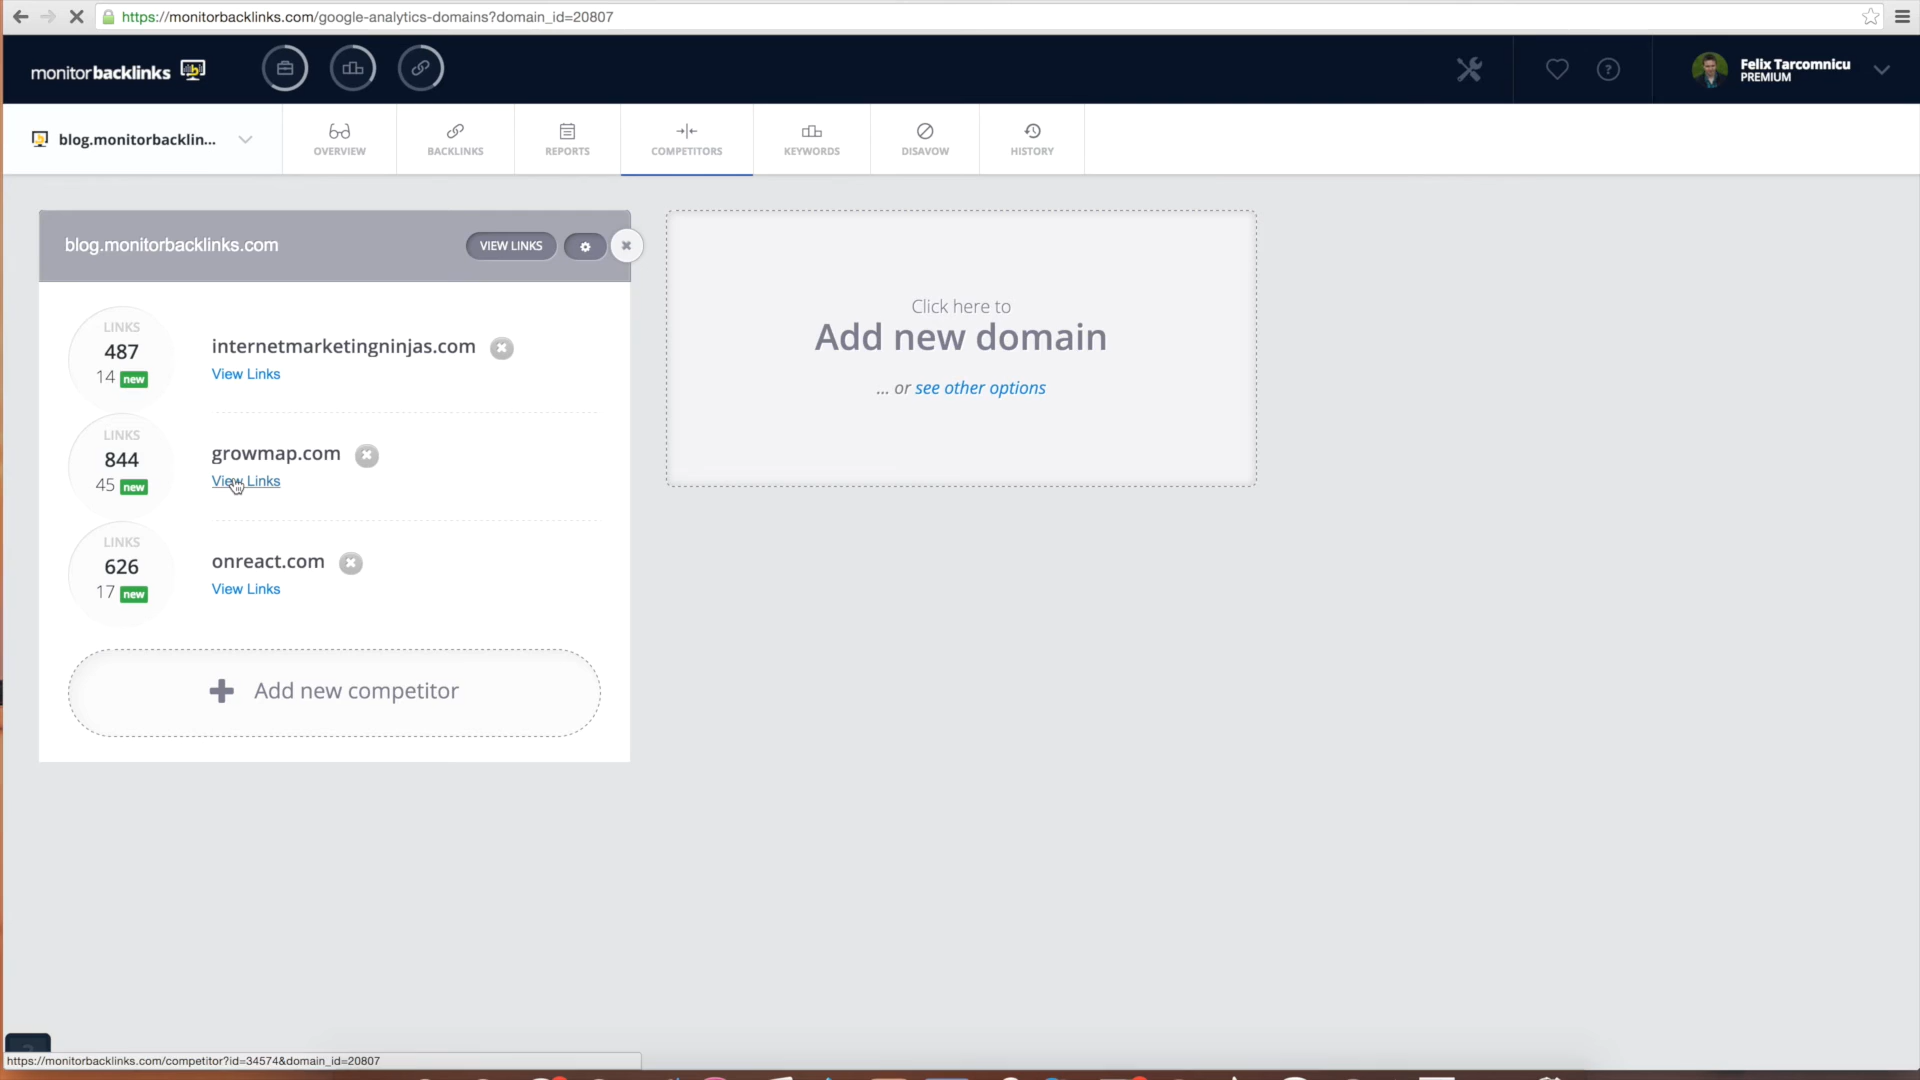 https://monitorbacklinks.com/google-analytics-domains?domain_id=20807
monitorbacklinks
Felix Tarcomnicu
PREMIUM
blog.monitorbacklin...
OVERVIEW
BACKLINKS
REPORTS
COMPETITORS
KEYWORDS
DISAVOW
HISTORY
blog.monitorbacklinks.com
VIEW LINKS
LINKS
487
14 new
internetmarketingninjas.com
View Links
LINKS
844
45 new
growmap.com
View Links
LINKS
626
17 new
onreact.com
View Links
Add new competitor
Click here to
Add new domain
... or see other options
https://monitorbacklinks.com/competitor?id=34574&domain_id=20807